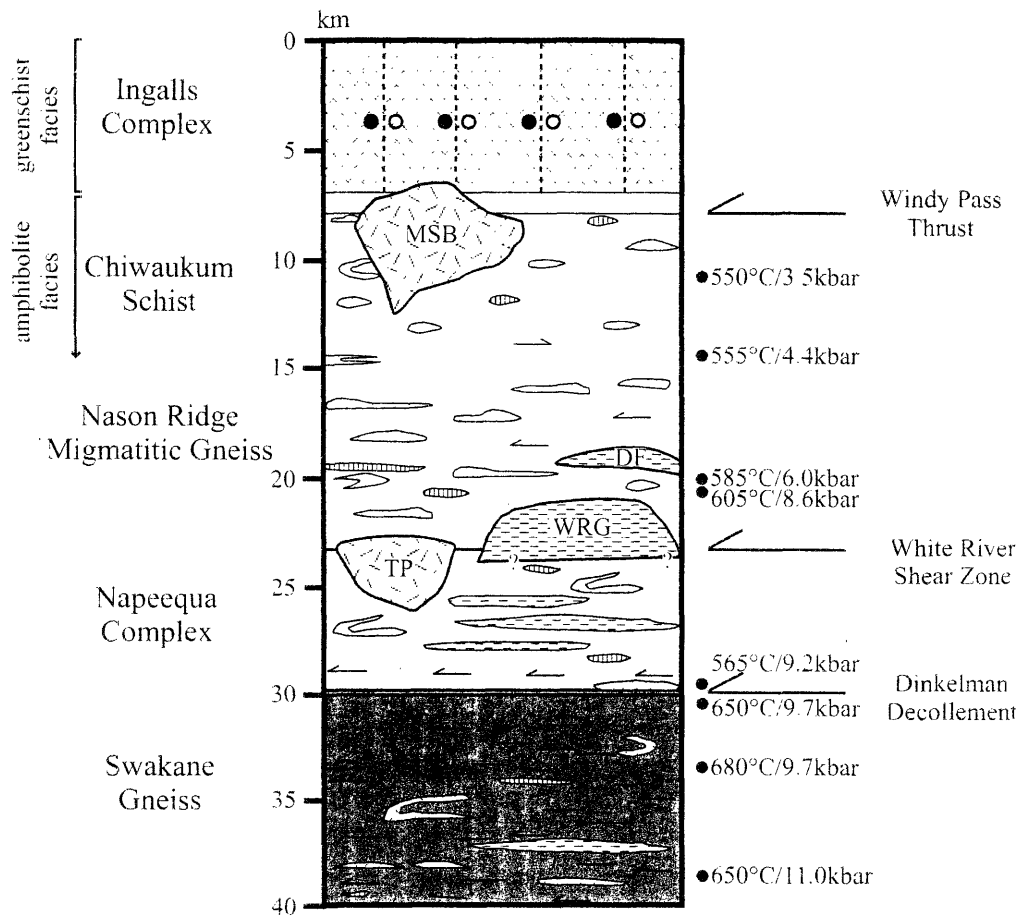 km
0
5
10
15
20
25
30
35
40
greenschist
facies
amphibolite
facies
Ingalls
Complex
Chiwaukum
Schist
Nason Ridge
Migmatitic Gneiss
Napeequa
Complex
Swakane
Gneiss
MSB
DF
WRG
TP
? ?
Windy Pass
Thrust
550°C/3.5kbar
555°C/4.4kbar
585°C/6.0kbar
605°C/8.6kbar
White River
Shear Zone
565°C/9.2kbar
Dinkelman
Decollement
650°C/9.7kbar
680°C/9.7kbar
650°C/11.0kbar